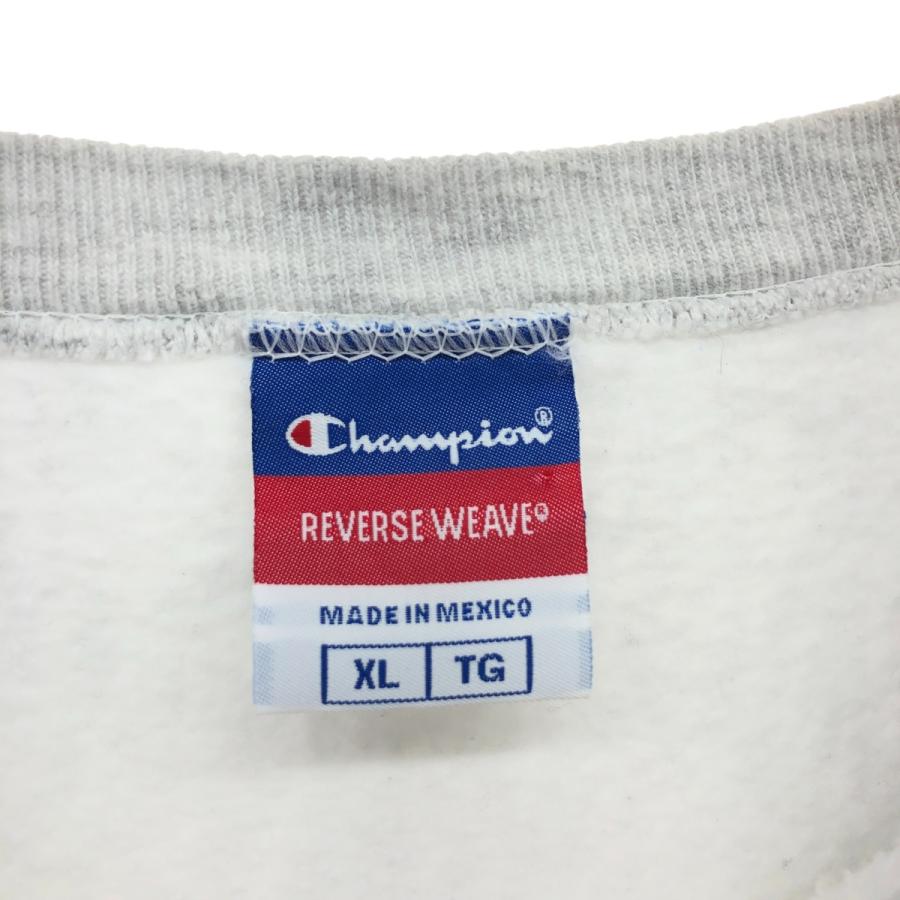 Champion®
REVERSE WEAVE®
MADE IN MEXICO
XL TG